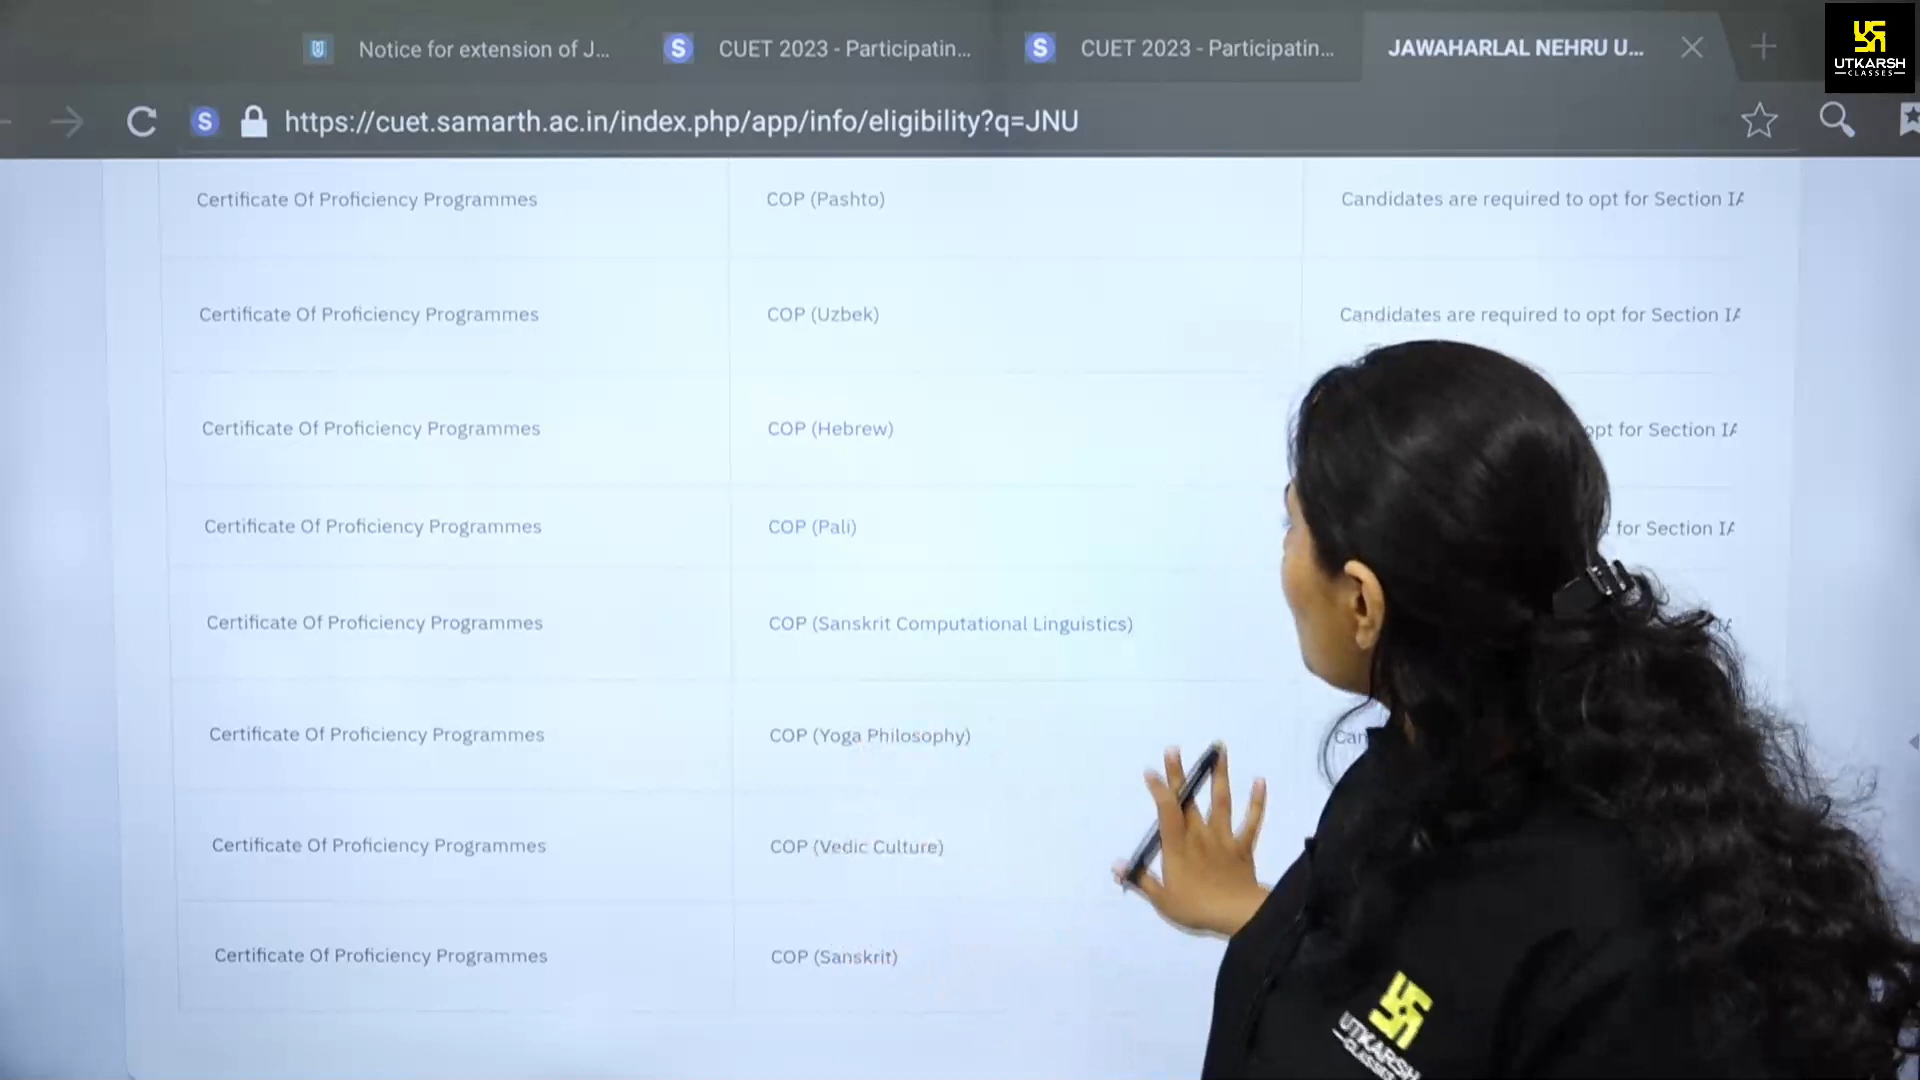 Notice for extension of J...
CUET 2023 - Participatin...
CUET 2023 - Participatin...
JAWAHARLAL NEHRU U...
UTKARSH
CLASSES
https://cuet.samarth.ac.in/index.php/app/info/eligibility?q=JNU
Certificate Of Proficiency Programmes COP (Pashto) Candidates are required to opt for Section IA
Certificate Of Proficiency Programmes COP (Uzbek) Candidates are required to opt for Section IA
Certificate Of Proficiency Programmes COP (Hebrew) opt for Section IA
Certificate Of Proficiency Programmes COP (Pali) for Section IA
Certificate Of Proficiency Programmes COP (Sanskrit Computational Linguistics)
Certificate Of Proficiency Programmes COP (Yoga Philosophy) Can
Certificate Of Proficiency Programmes COP (Vedic Culture)
Certificate Of Proficiency Programmes COP (Sanskrit)
UTKARSH
CLASSES